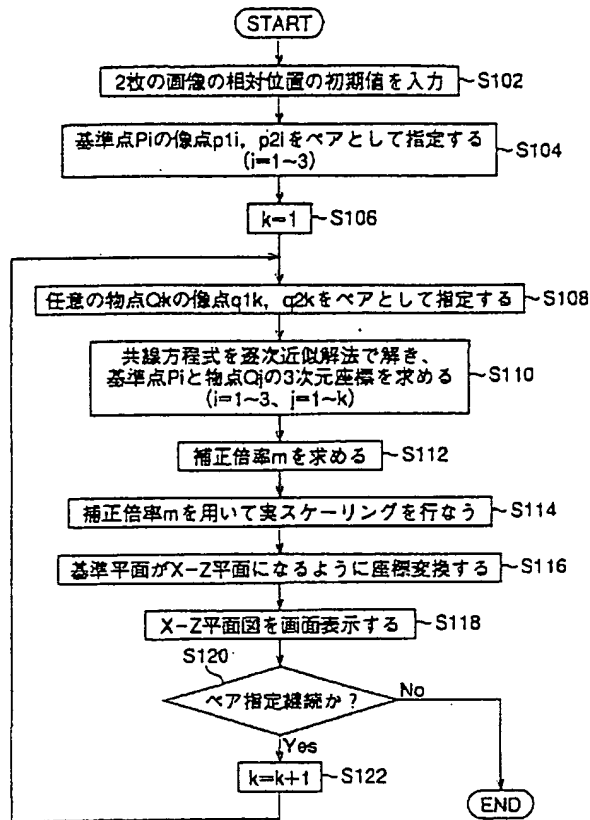 START
2枚の画像の相対位置の初期値を入力
S102
基準点Piの像点p1i, p2iをペアとして指定する
(i=1~3)
S104
k=1
S106
任意の物点Qkの像点q1k, q2kをペアとして指定する
S108
共線方程式を逐次近似解法で解き、
基準点Piと物点Qjの3次元座標を求める
(i=1~3、j=1~k)
S110
補正倍率mを求める
S112
補正倍率mを用いて実スケーリングを行なう
S114
基準平面がX-Z平面になるように座標変換する
S116
X-Z平面図を画面表示する
S118
S120
ペア指定継続か?
No
Yes
k=k+1
S122
END